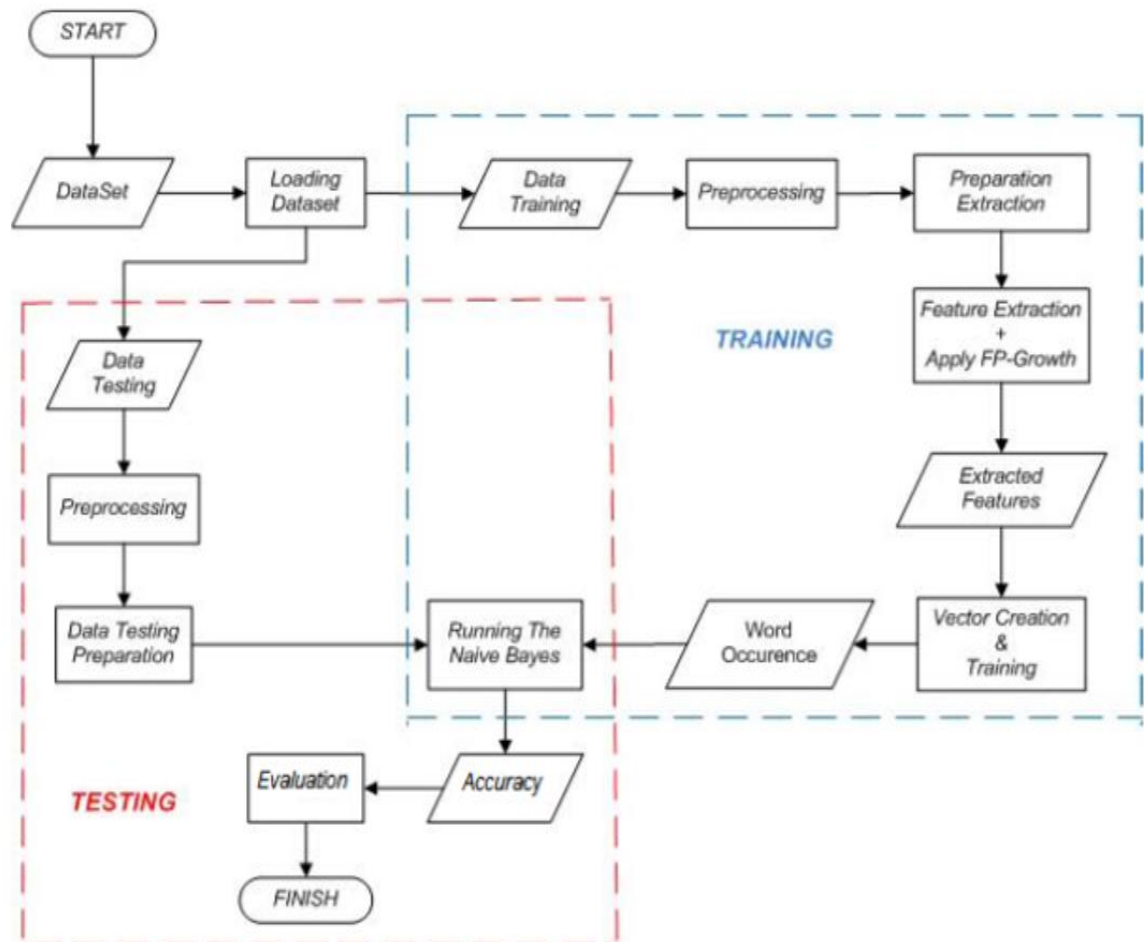 START
DataSet
Loading
Dataset
Data
Training
Preprocessing
Preparation
Extraction
Feature Extraction
+
Apply FP-Growth
TRAINING
Extracted
Features
Vector Creation
&
Training
Word
Occurence
Data
Testing
Preprocessing
Data Testing
Preparation
Running The
Naive Bayes
Accuracy
Evaluation
TESTING
FINISH